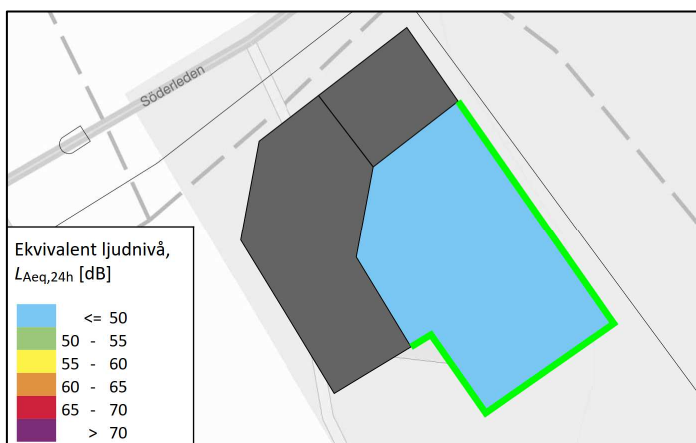 Söderleden
Ekvivalent ljudnivå,
LAeq,24h [dB]
<= 50
50 - 55
55 - 60
60 - 65
65 - 70
> 70